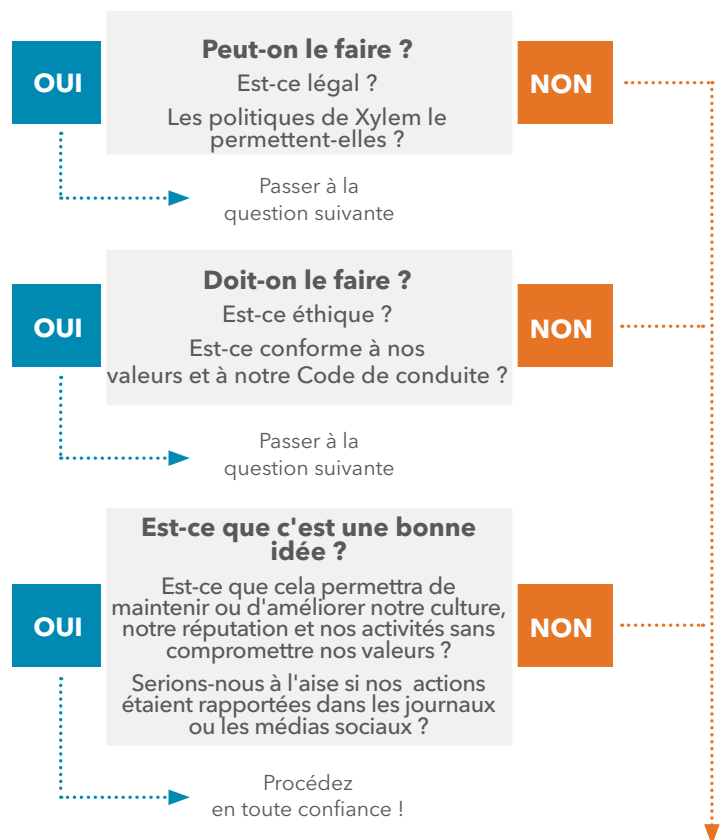 Peut-on le faire ?
OUI
Est-ce légal ?
NON
Les politiques de Xylem le
permettent-elles ?
Passer à la
question suivante
Doit-on le faire ?
OUI
Est-ce éthique ?
NON
Est-ce conforme à nos
valeurs et à notre Code de conduite ?
Passer à la
question suivante
Est-ce que c'est une bonne
idée ?
Est-ce que cela permettra de
maintenir ou d'améliorer notre culture,
OUI
notre réputation et nos activités sans
NON
compromettre nos valeurs ?
Serions-nous à l'aise si nos actions
étaient rapportées dans les journaux
ou les médias sociaux ?
Procédez
en toute confiance !